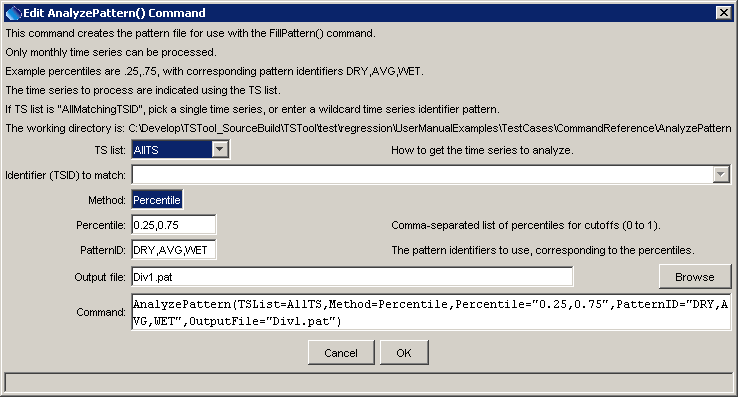 Edit AnalyzePattern() Command
This command creates the pattern file for use with the FillPattern() command.
Only monthly time series can be processed.
Example percentiles are .25,.75, with corresponding pattern identifiers DRY,AVG,WET.
The time series to process are indicated using the TS list.
If TS list is "AllMatchingTSID", pick a single time series, or enter a wildcard time series identifier pattern.
The working directory is: C:\Develop\TSTool_SourceBuild\TSTool\test\regression\UserManualExamples\TestCases\CommandReference\AnalyzePattern
TS list: AllTS How to get the time series to analyze.
Identifier (TSID) to match:
Method: Percentile
Percentile: 0.25,0.75 Comma-separated list of percentiles for cutoffs (0 to 1).
PatternID: DRY,AVG,WET The pattern identifiers to use, corresponding to the percentiles.
Output file: Div1.pat Browse
Command: AnalyzePattern(TSList=AllTS,Method=Percentile,Percentile="0.25,0.75",PatternID="DRY,A
VG,WET",OutputFile="Div1.pat")
Cancel OK